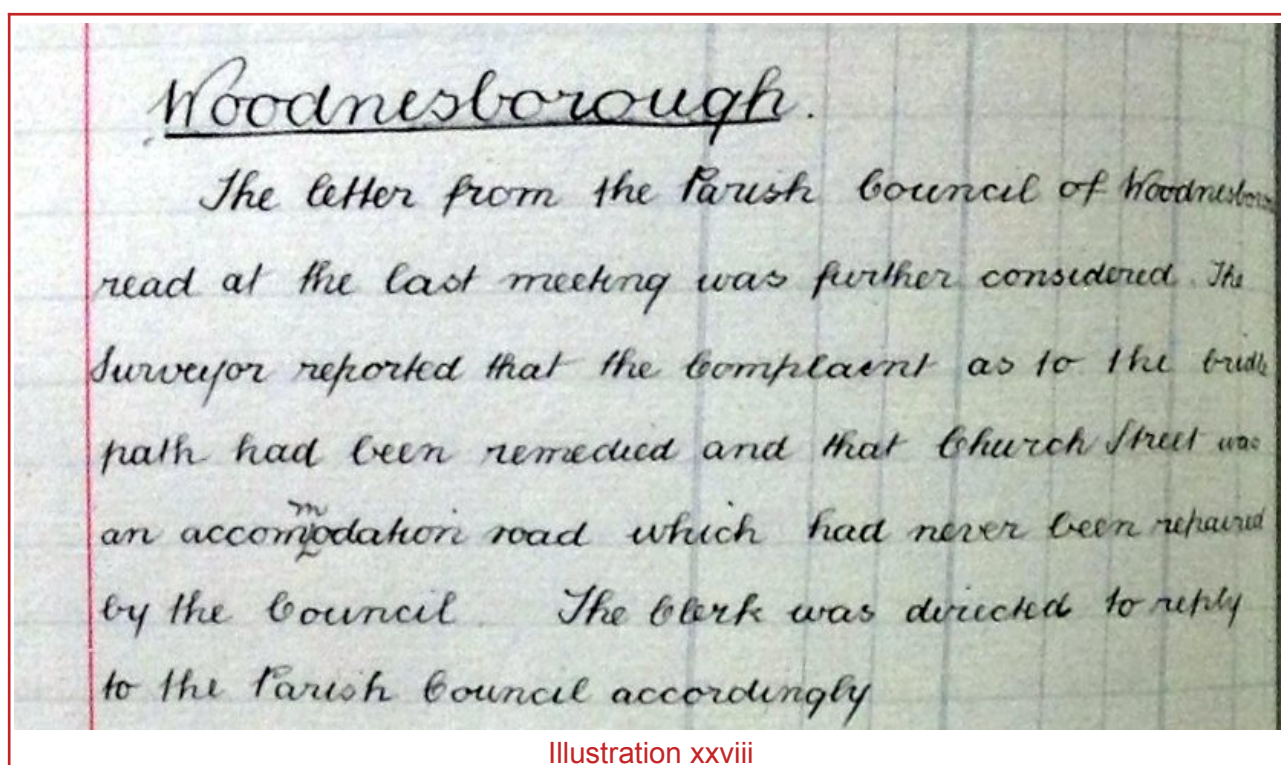 Woodnesborough.
The letter from the Parish Council of Woodnesboro
read at the last meeting was further considered. The
Surveyor reported that the Complaint as to the bridle
path had been remedied and that Church Street was
an accommodation road which had never been repaired
by the Council. The Clerk was directed to reply
to the Parish Council accordingly
Illustration xxviii